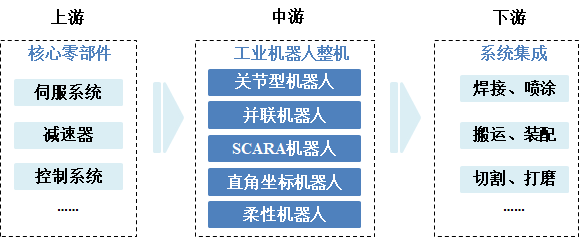 上游
中游
下游
核心零部件
伺服系统
减速器
控制系统
......
工业机器人整机
关节型机器人
并联机器人
SCARA机器人
直角坐标机器人
柔性机器人
系统集成
焊接、喷涂
搬运、装配
切割、打磨
......